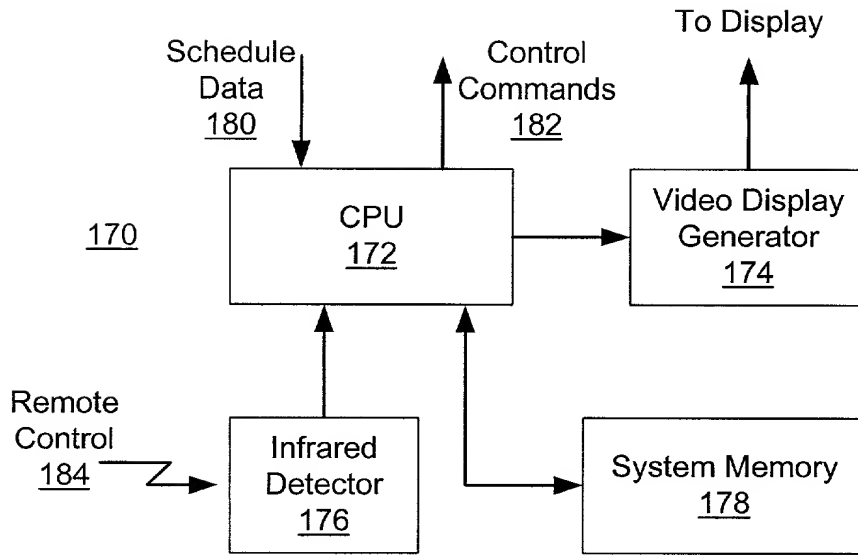 Schedule
Data
180
Control
Commands
182
To Display
170
CPU
172
Video Display
Generator
174
Remote
Control
184
Infrared
Detector
176
System Memory
178